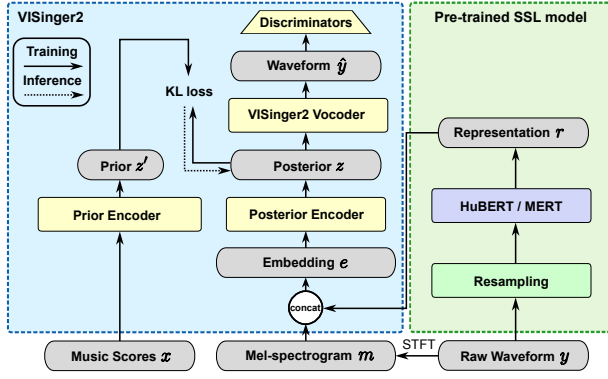 VISinger2
Pre-trained SSL model
Discriminators
Training
Inference
Waveform ŷ
KL loss
VISinger2 Vocoder
Representation r
Prior z′
Posterior z
Prior Encoder
Posterior Encoder
HuBERT / MERT
Embedding e
Resampling
concat
Music Scores x
Mel-spectrogram m
STFT
Raw Waveform y